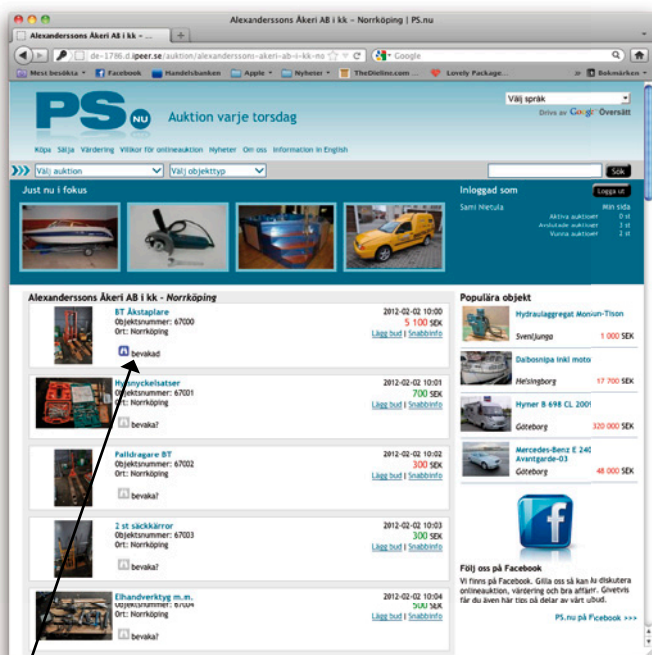 Alexanderssons Åkeri AB i kk – Norrköping | PS.nu
Alexanderssons Åkeri AB i kk – ...
de-1786.d.ipeer.se/auktion/alexanderssons-akeri-ab-i-kk-no
Google
Mest besökta
Facebook
Handelsbanken
Apple
Nyheter
TheDieline.com ...
Lovely Package...
Bokmärken
PS NU
Auktion varje torsdag
Välj språk
Drivs av Google Översätt
Köpa Sälja Värdering Villkor för onlineauktion Nyheter Om oss Information in English
Välj auktion
Välj objekttyp
Sök
Just nu i fokus
Inloggad som
Logga ut
Sami Nietula
Min sida
Aktiva auktioner 0 st
Avslutade auktioner 3 st
Vunna auktioner 2 st
Alexanderssons Åkeri AB i kk - Norrköping
BT Åkstaplare
Objektsnummer: 67000
Ort: Norrköping
bevakad
2012-02-02 10:00
5 100 SEK
Lägg bud | Snabbinfo
Hylsnyckelsatser
Objektsnummer: 67001
Ort: Norrköping
bevaka?
2012-02-02 10:01
700 SEK
Lägg bud | Snabbinfo
Palldragare BT
Objektsnummer: 67002
Ort: Norrköping
bevaka?
2012-02-02 10:02
300 SEK
Lägg bud | Snabbinfo
2 st säckkärror
Objektsnummer: 67003
Ort: Norrköping
bevaka?
2012-02-02 10:03
300 SEK
Lägg bud | Snabbinfo
Elhandverktyg m.m.
Objektsnummer: 67004
Ort: Norrköping
bevaka?
2012-02-02 10:04
500 SEK
Lägg bud | Snabbinfo
Populära objekt
Hydraulaggregat Moniun-Tison
Svenljunga
1 000 SEK
Dalbosnipa inkl moto
Helsingborg
17 700 SEK
Hymer B 698 CL 2001
Göteborg
320 000 SEK
Mercedes-Benz E 240
Avantgarde-03
Göteborg
48 000 SEK
f
Följ oss på Facebook
Vi finns på Facebook. Gilla oss så kan du diskutera
onlineauktion, värdering och bra affärer. Givetvis
får du även här tips på delar av vårt utbud.
PS.nu på Facebook >>>